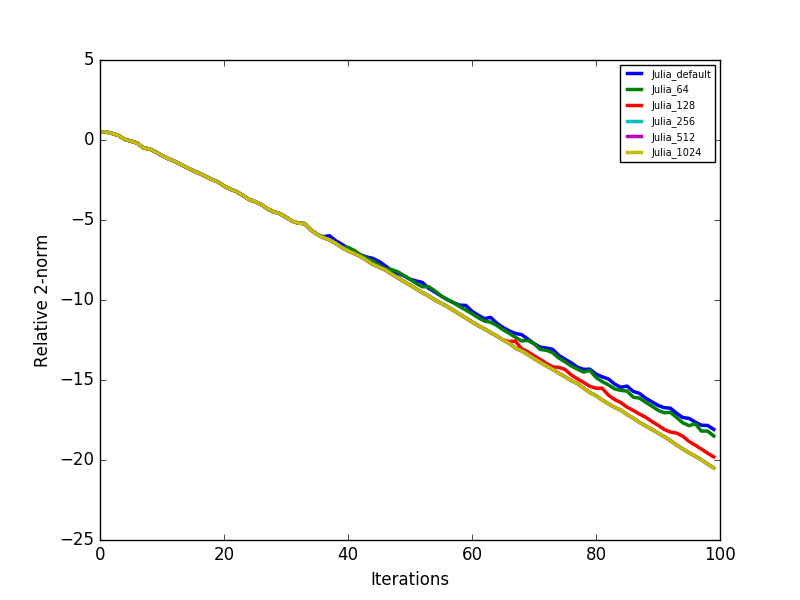 5
0
−5
−10
−15
−20
−25
0 20 40 60 80 100
Relative 2-norm
Iterations
Julia_default
Julia_64
Julia_128
Julia_256
Julia_512
Julia_1024